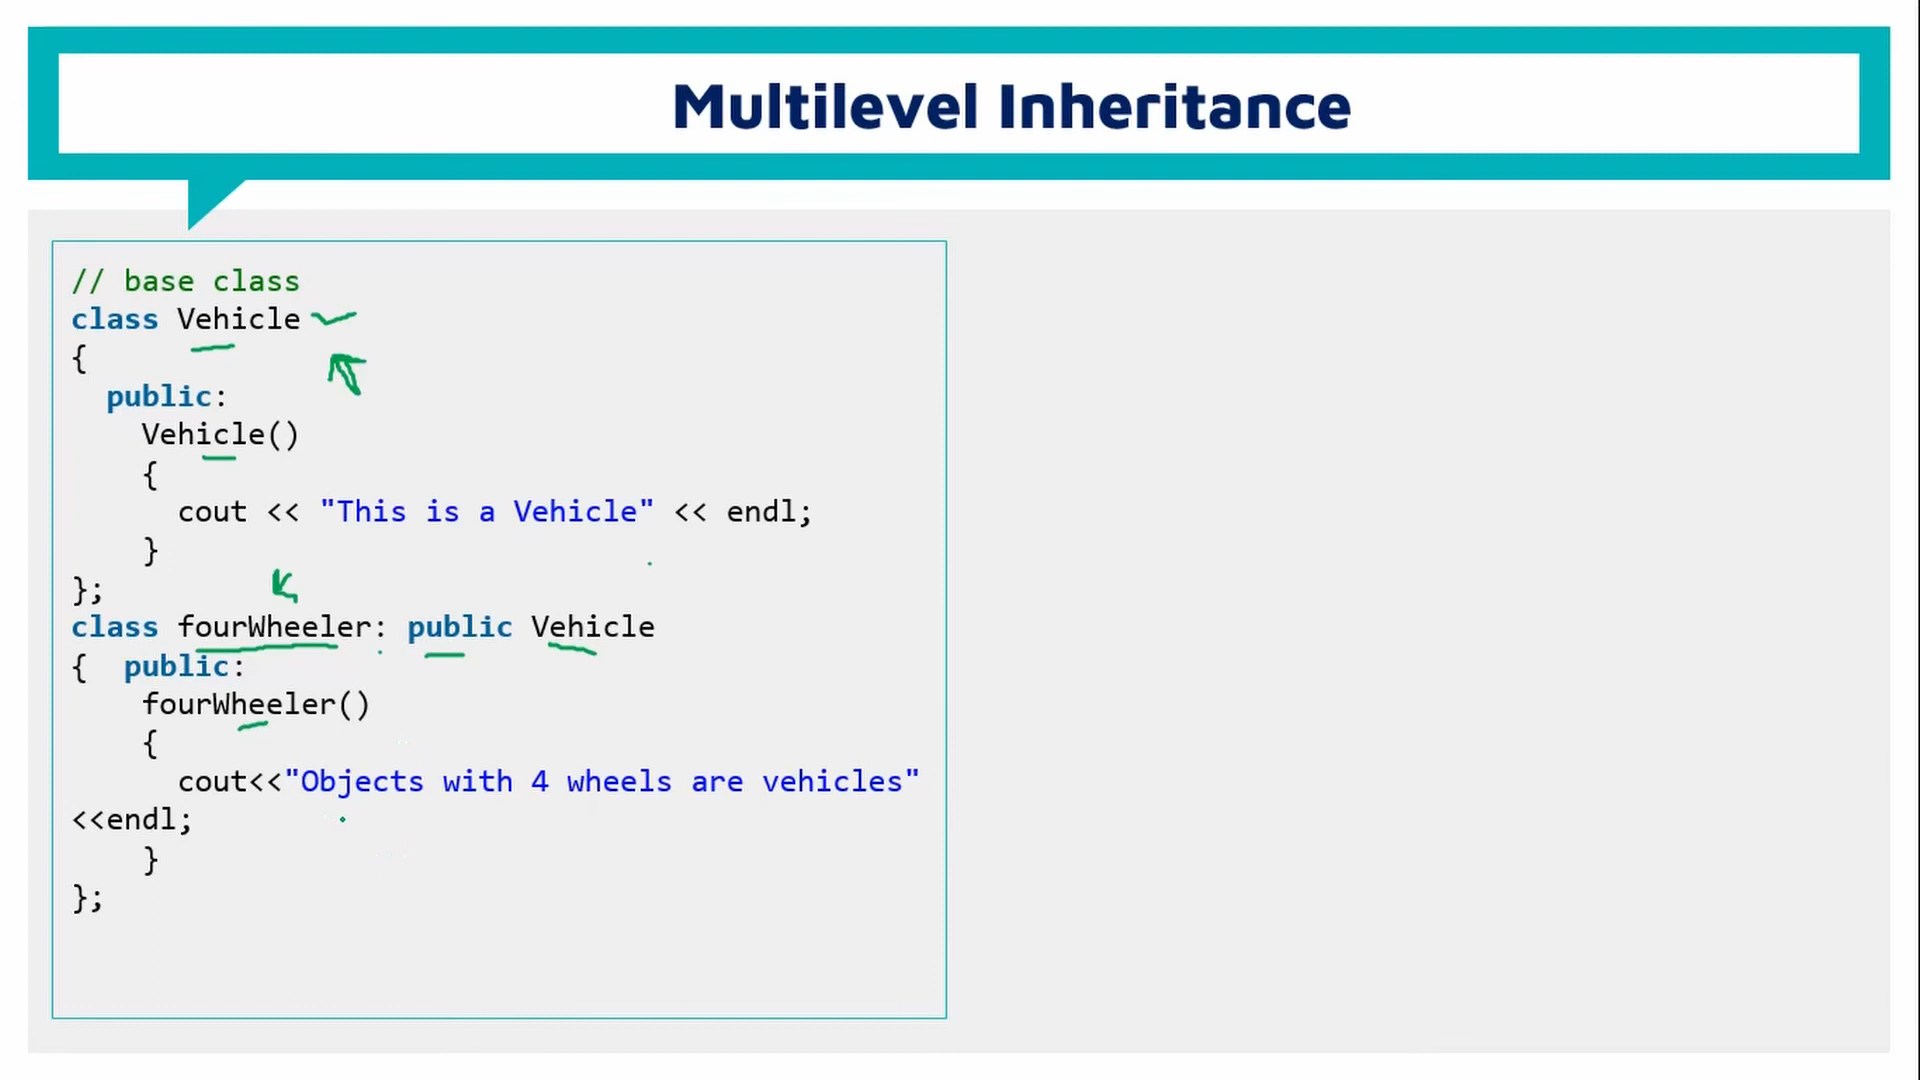 Multilevel Inheritance
// base class
class Vehicle
{
public:
Vehicle()
{
cout << "This is a Vehicle" << endl;
}
};
class fourWheeler: public Vehicle
{  public:
fourWheeler()
{
cout<<"Objects with 4 wheels are vehicles"
<<endl;
}
};